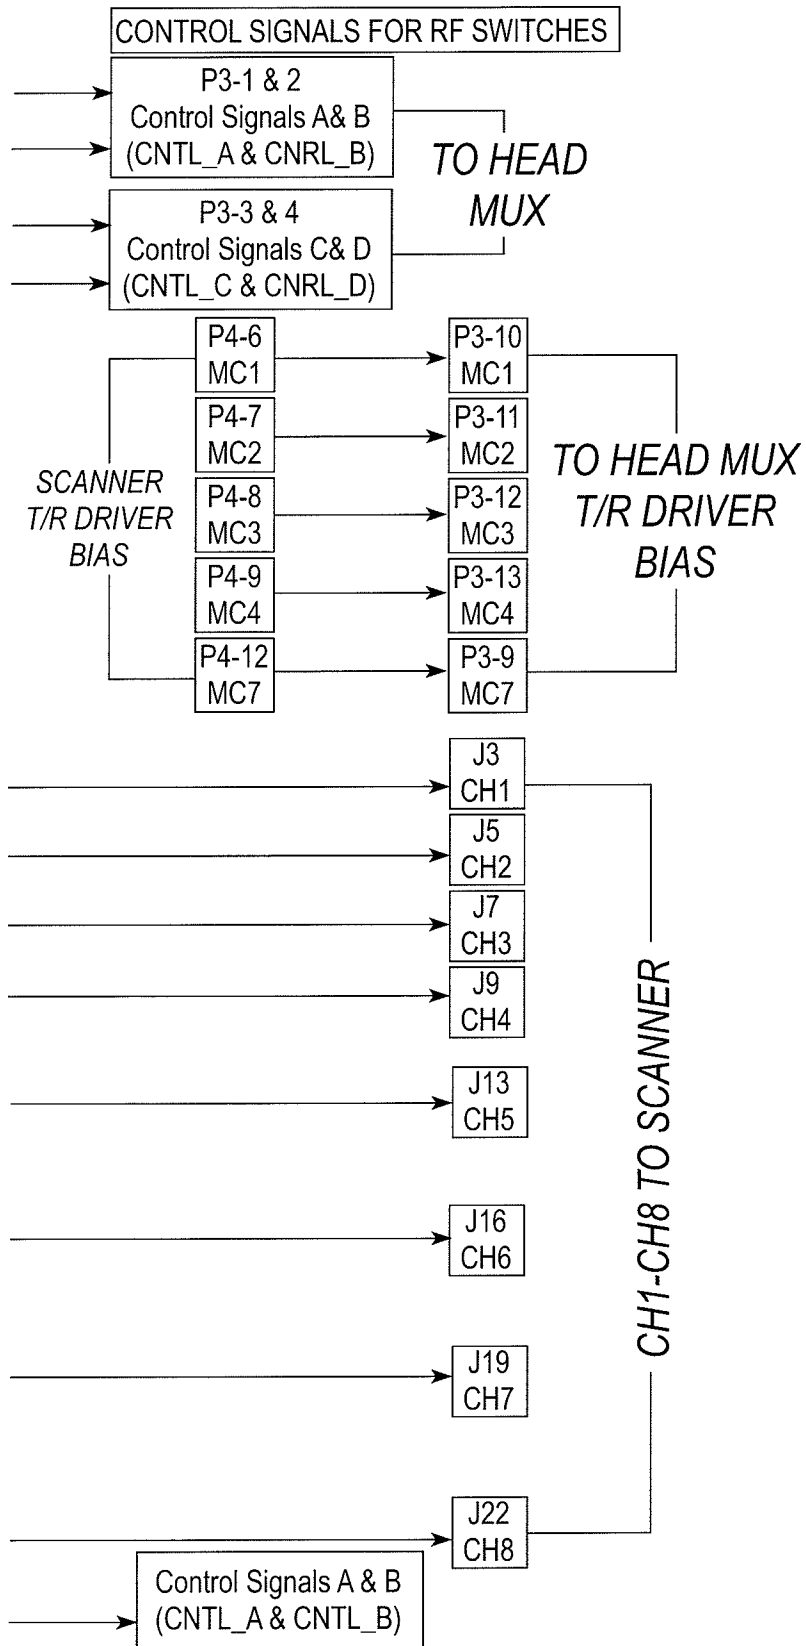 CONTROL SIGNALS FOR RF SWITCHES
P3-1 & 2
Control Signals A& B
(CNTL_A & CNRL_B)
TO HEAD
MUX
P3-3 & 4
Control Signals C& D
(CNTL_C & CNRL_D)
P4-6
MC1
P3-10
MC1
P4-7
MC2
P3-11
MC2
P4-8
MC3
P3-12
MC3
P4-9
MC4
P3-13
MC4
P4-12
MC7
P3-9
MC7
SCANNER
T/R DRIVER
BIAS
TO HEAD MUX
T/R DRIVER
BIAS
J3
CH1
J5
CH2
J7
CH3
J9
CH4
J13
CH5
J16
CH6
J19
CH7
J22
CH8
CH1-CH8 TO SCANNER
Control Signals A & B
(CNTL_A & CNTL_B)